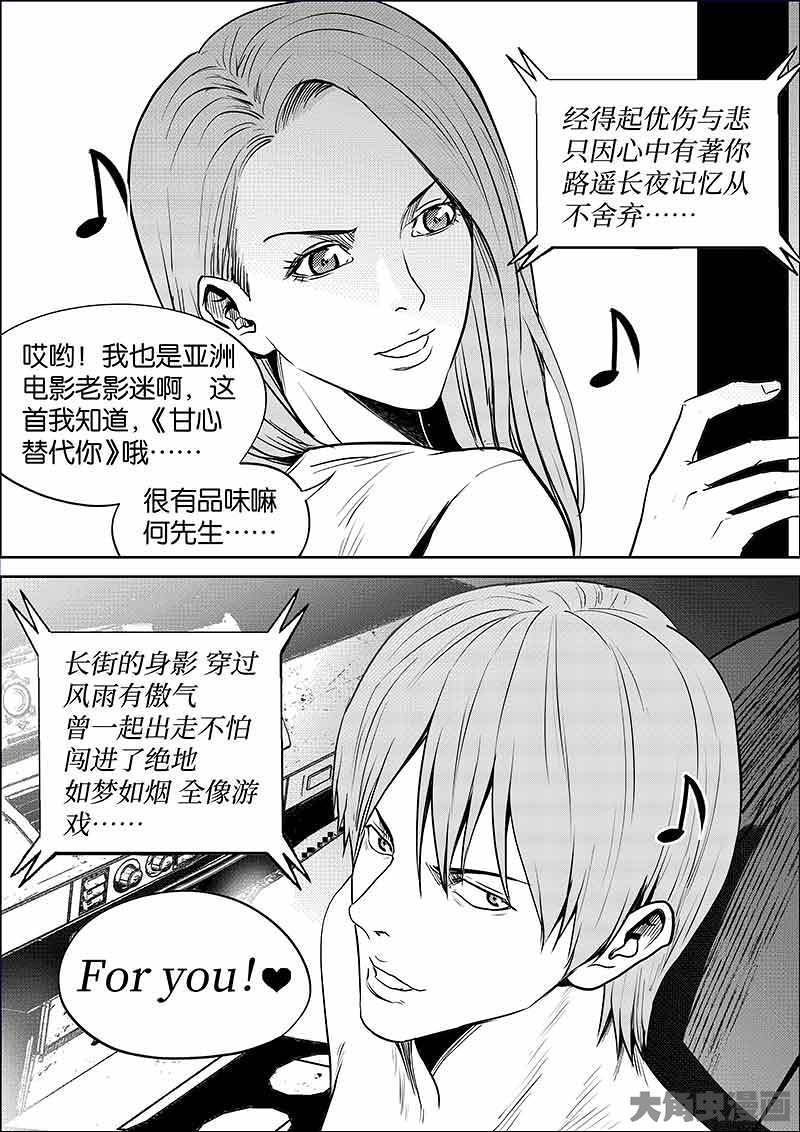 经得起优伤与悲
只因心中有著你
路遥长夜记忆从
不舍弃……
哎哟！我也是亚洲
电影老影迷啊，这
首我知道，《甘心
替代你》哦……
很有品味嘛
何先生……
长街的身影 穿过
风雨有傲气
曾一起出走不怕
闯进了绝地
如梦如烟 全像游
戏……
For you!♥
大角虫漫画